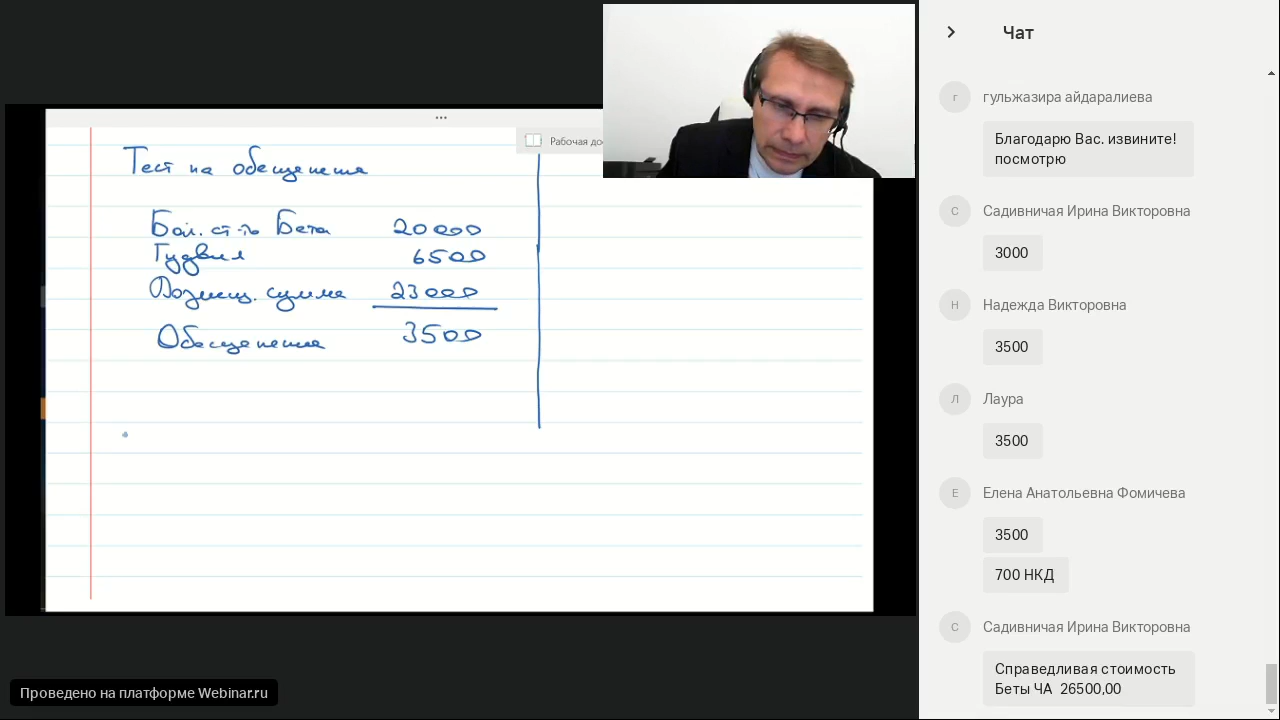 Рабочая до
Тест на обесценение
Бал. ст-ть Бета 20000
Гудвил 6500
Возмещ. сумма 23000
Обесценение 3500
Проведено на платформе Webinar.ru
Чат
г
гульжазира айдаралиева
Благодарю Вас. извините!
посмотрю
С
Садивничая Ирина Викторовна
3000
Н
Надежда Викторовна
3500
Л
Лаура
3500
Е
Елена Анатольевна Фомичева
3500
700 НКД
С
Садивничая Ирина Викторовна
Справедливая стоимость
Беты ЧА 26500,00